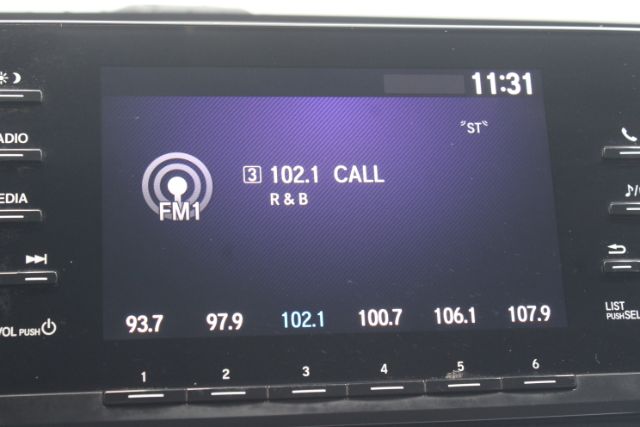 11:31
"ST"
3 102.1 CALL
R & B
FM1
ADIO
EDIA
VOL PUSH
LIST
PUSH SEL
93.7 97.9 102.1 100.7 106.1 107.9
1 2 3 4 5 6